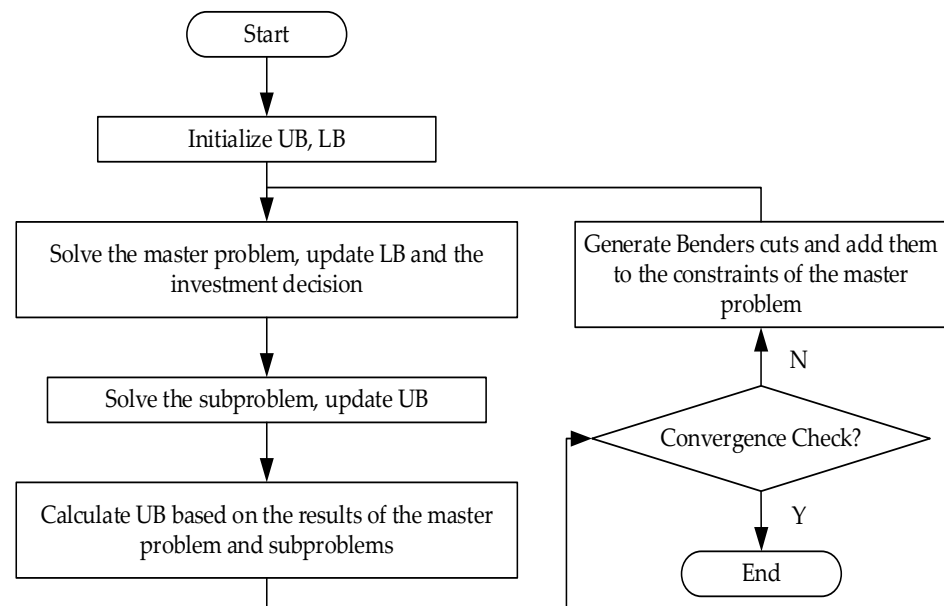 Start
Initialize UB, LB
Solve the master problem, update LB and the
investment decision
Solve the subproblem, update UB
Calculate UB based on the results of the master
problem and subproblems
Generate Benders cuts and add them
to the constraints of the master
problem
N
Convergence Check?
Y
End